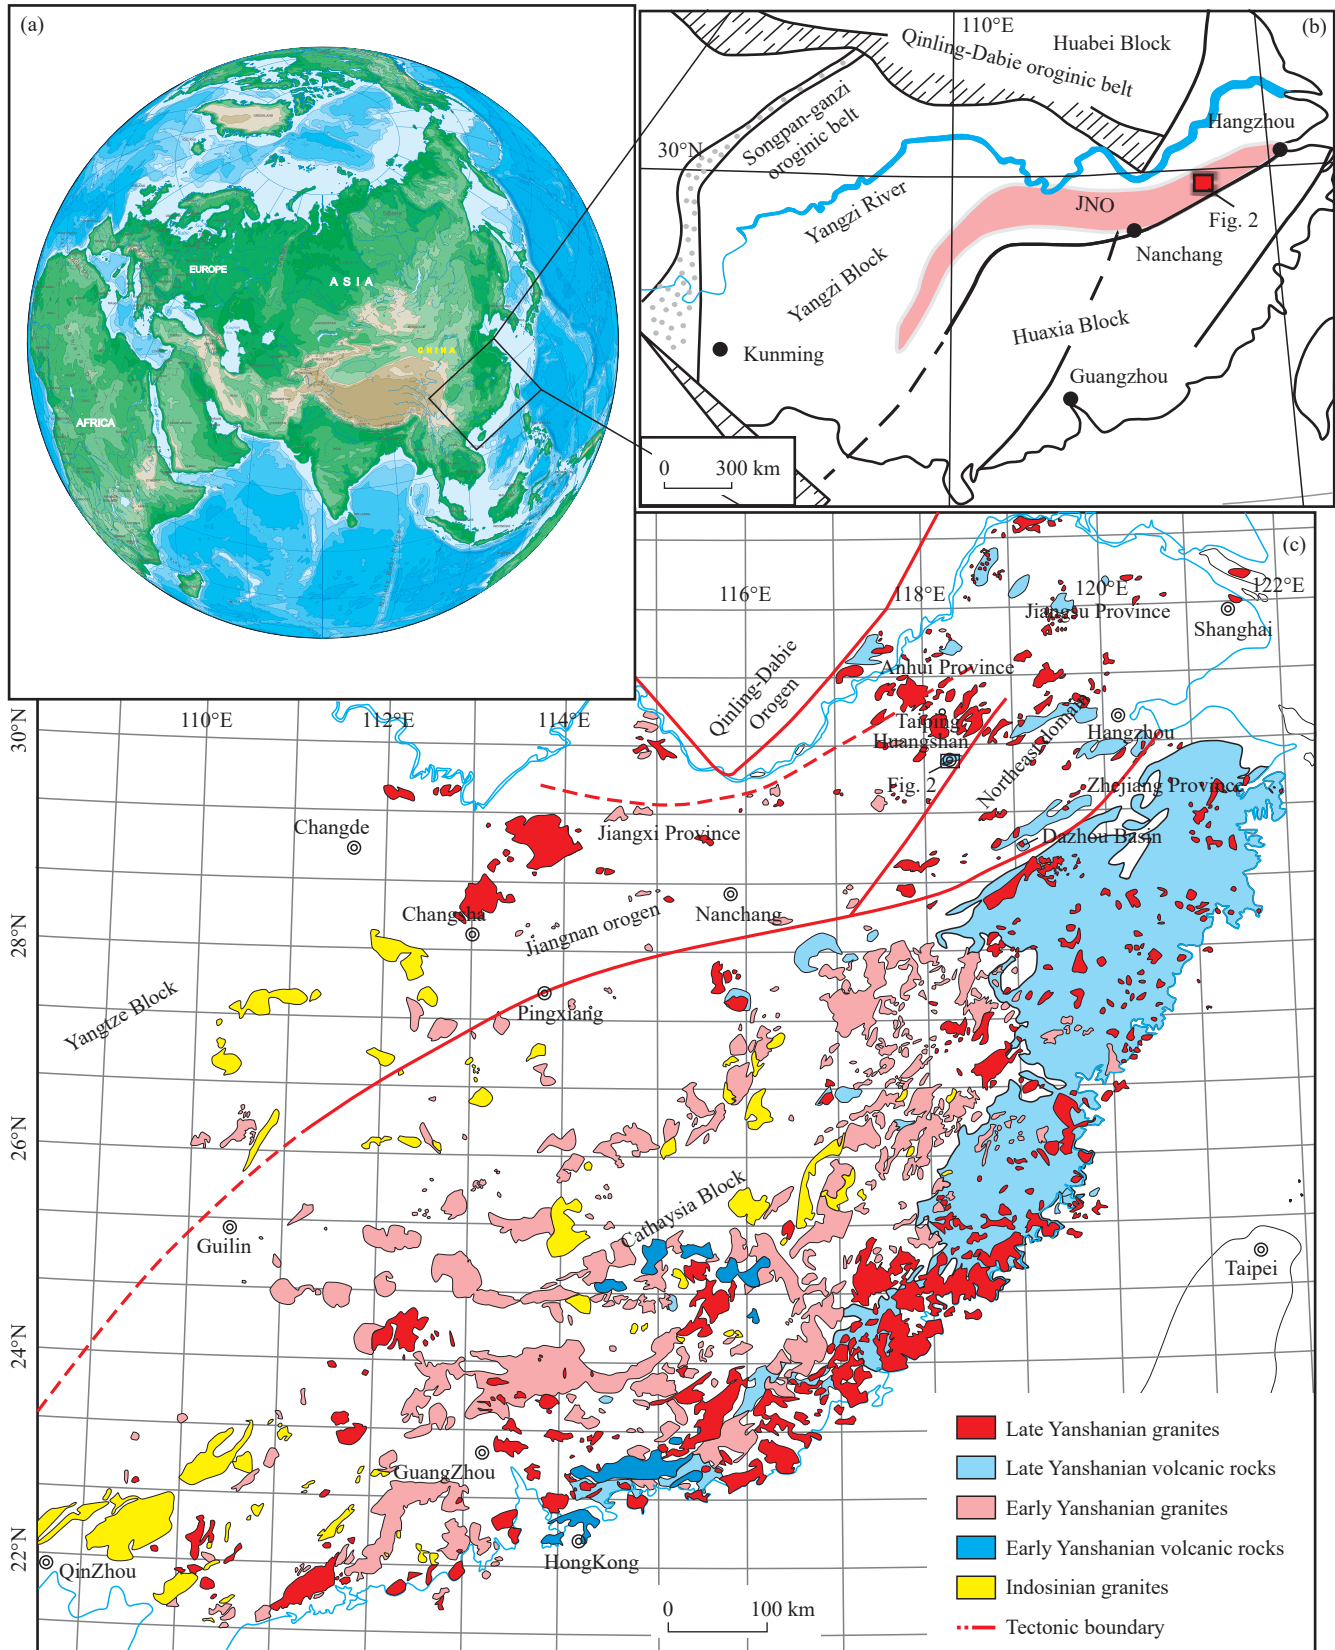 (a)
EUROPE
ASIA
CHINA
AFRICA
(b)
110°E
Huabei Block
Qinling-Dabie oroginic belt
Songpan-ganzi
oroginic belt
Hangzhou
30°N
Yangzi River
JNO
Fig. 2
Nanchang
Yangzi Block
Huaxia Block
Kunming
Guangzhou
0 300 km
(c)
116°E
118°E
120°E
122°E
Jiangsu Province
Shanghai
Qinling-Dabie
Orogen
Anhui Province
110°E
112°E
114°E
30°N
Taiping
Huangshan
Hangzhou
Northeast domain
Fig. 2
Zhejiang Province
Changde
Jiangxi Province
Dazhou Basin
Changsha
Nanchang
Jiangnan orogen
28°N
Yangtze Block
Pingxiang
26°N
Cathaysia Block
Guilin
Taipei
24°N
Late Yanshanian granites
Late Yanshanian volcanic rocks
GuangZhou
Early Yanshanian granites
22°N
HongKong
Early Yanshanian volcanic rocks
QinZhou
Indosinian granites
0 100 km
Tectonic boundary